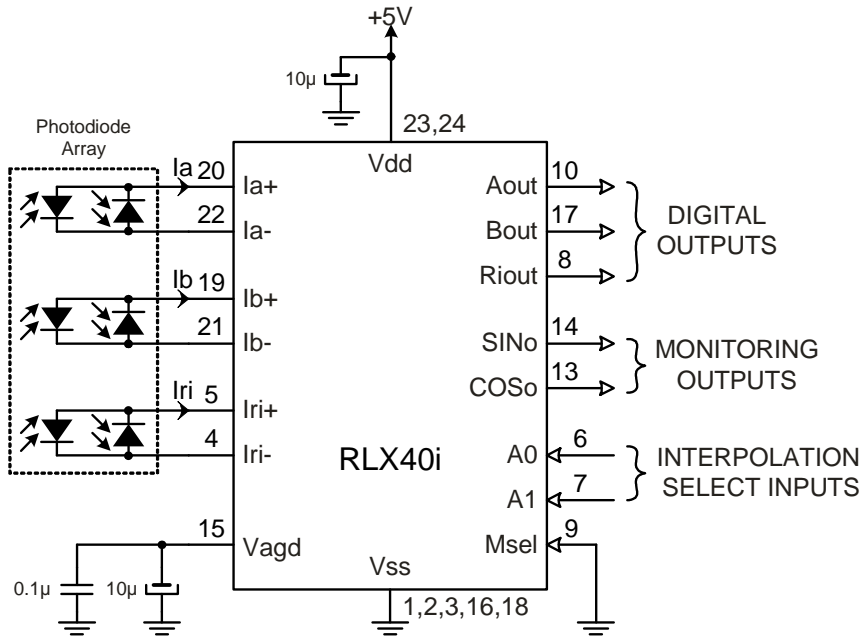 +5V
10µ
23,24
Photodiode
Array
Vdd
Ia 20 Ia+
22 Ia-
Ib 19 Ib+
21 Ib-
Iri 5 Iri+
4 Iri-
15 Vagd
0.1µ 10µ
RLX40i
Aout 10
Bout 17
Riout 8
DIGITAL
OUTPUTS
SINo 14
COSo 13
MONITORING
OUTPUTS
A0 6
A1 7
INTERPOLATION
SELECT INPUTS
Msel 9
Vss
1,2,3,16,18